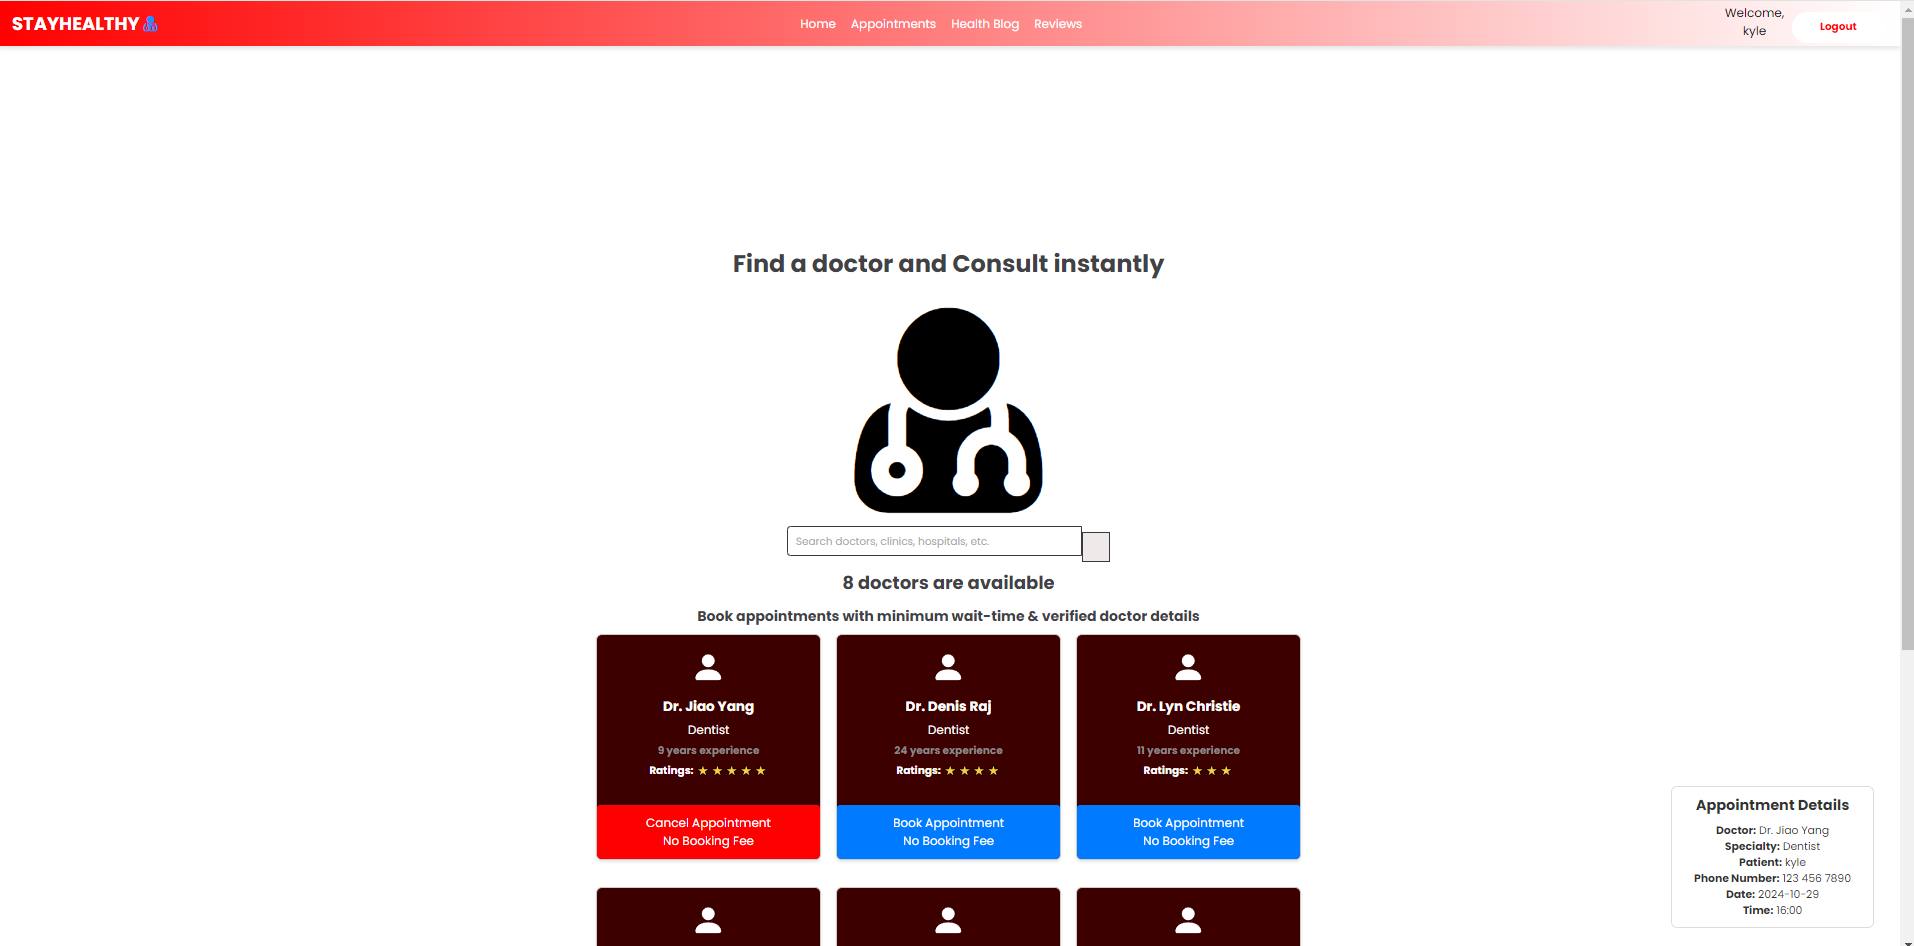 STAYHEALTHY
Home Appointments Health Blog Reviews
Welcome,
kyle
Logout
Find a doctor and Consult instantly
Search doctors, clinics, hospitals, etc.
8 doctors are available
Book appointments with minimum wait-time & verified doctor details
Dr. Jiao Yang
Dentist
9 years experience
Ratings: ★ ★ ★ ★ ★
Cancel Appointment
No Booking Fee
Dr. Denis Raj
Dentist
24 years experience
Ratings: ★ ★ ★ ★
Book Appointment
No Booking Fee
Dr. Lyn Christie
Dentist
11 years experience
Ratings: ★ ★ ★
Book Appointment
No Booking Fee
Appointment Details
Doctor: Dr. Jiao Yang
Specialty: Dentist
Patient: kyle
Phone Number: 123 456 7890
Date: 2024-10-29
Time: 16:00